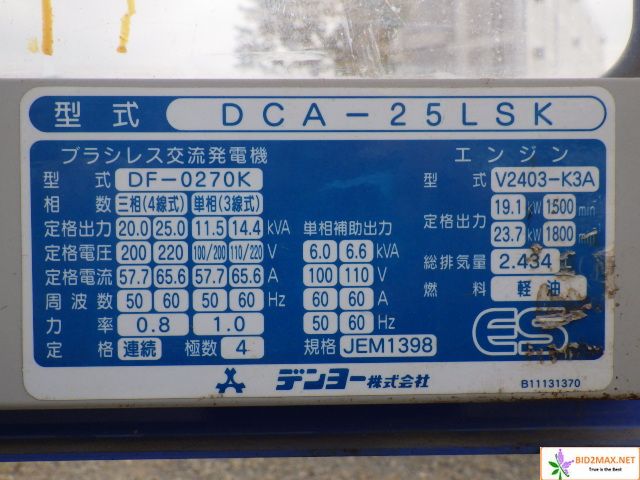 型式 DCA-25LSK
ブラシレス交流発電機
型式 DF-0270K
相数 三相(4線式) 単相(3線式)
定格出力 20.0 25.0 11.5 14.4 kVA
定格電圧 200 220 100/200 110/220 V
定格電流 57.7 65.6 57.7 65.6 A
周波数 50 60 50 60 Hz
力率 0.8 1.0
定格 連続 極数 4
単相補助出力
6.0 6.6 kVA
100 110 V
60 60 A
50 60 Hz
規格 JEM1398
エンジン
型式 V2403-K3A
定格出力 19.1 kW 1500 min
23.7 kW 1800 min
総排気量 2.434
燃料 軽油
ES
デンヨー株式会社
B11131370
BID2MAX.NET
True is the Best